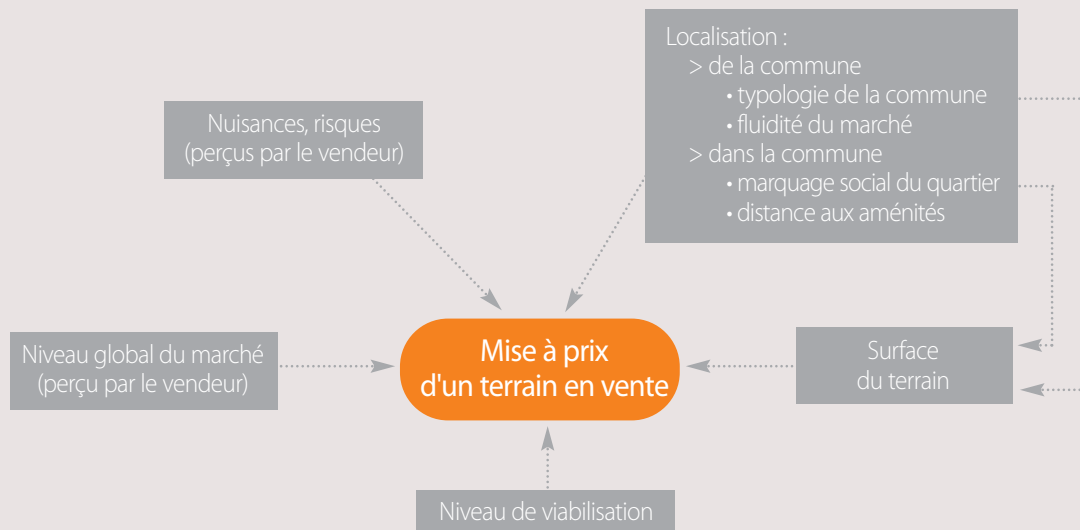 Localisation :
> de la commune
• typologie de la commune
• fluidité du marché
> dans la commune
• marquage social du quartier
• distance aux aménités
Nuisances, risques
(perçus par le vendeur)
Niveau global du marché
(perçu par le vendeur)
Mise à prix
d'un terrain en vente
Surface
du terrain
Niveau de viabilisation